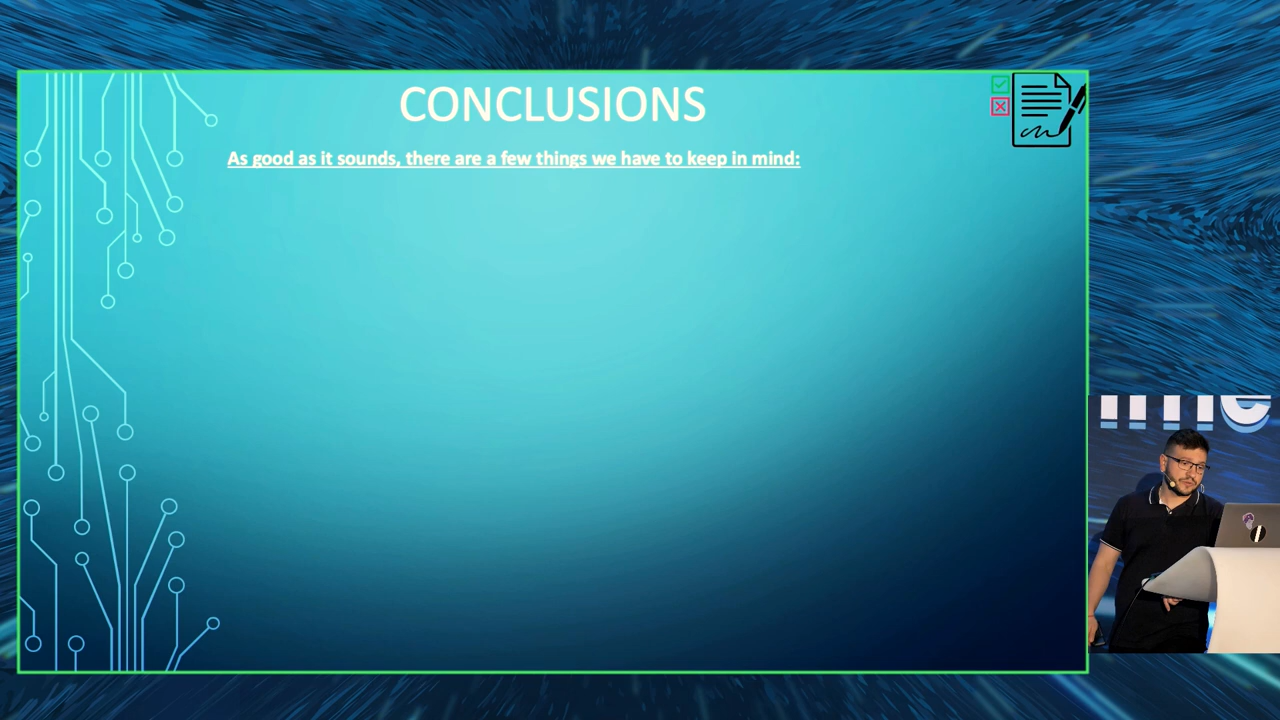 CONCLUSIONS
As good as it sounds, there are a few things we have to keep in mind: